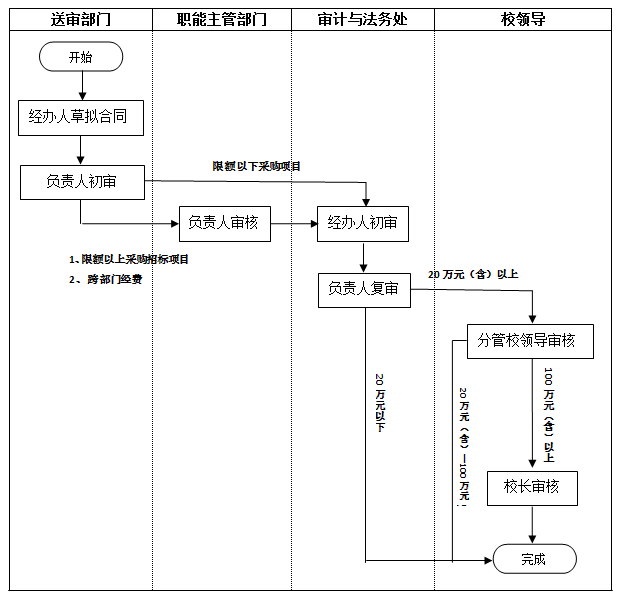 送审部门
职能主管部门
审计与法务处
校领导
开始
经办人草拟合同
负责人初审
限额以下采购项目
负责人审核
经办人初审
1、限额以上采购招标项目
2、 跨部门经费
负责人复审
20万元（含）以上
分管校领导审核
20万元以下
20万元（含）—100万元
100万元（含）以上
校长审核
完成